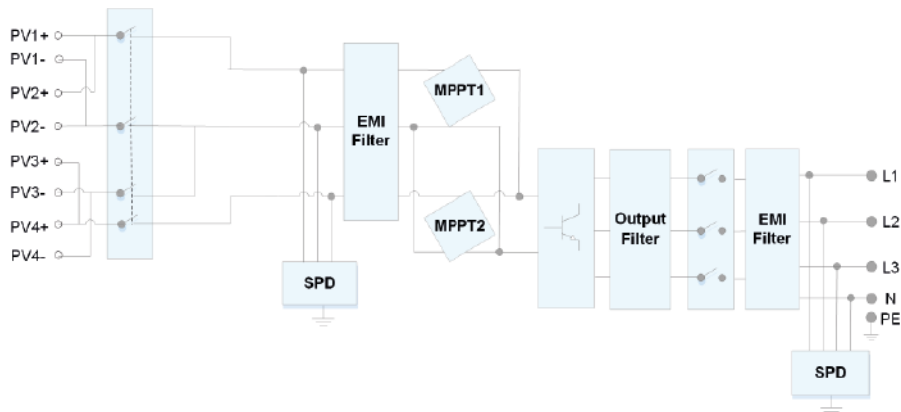 PV1+
PV1-
PV2+
PV2-
PV3+
PV3-
PV4+
PV4-
EMI
Filter
MPPT1
MPPT2
SPD
Output
Filter
EMI
Filter
L1
L2
L3
N
PE
SPD